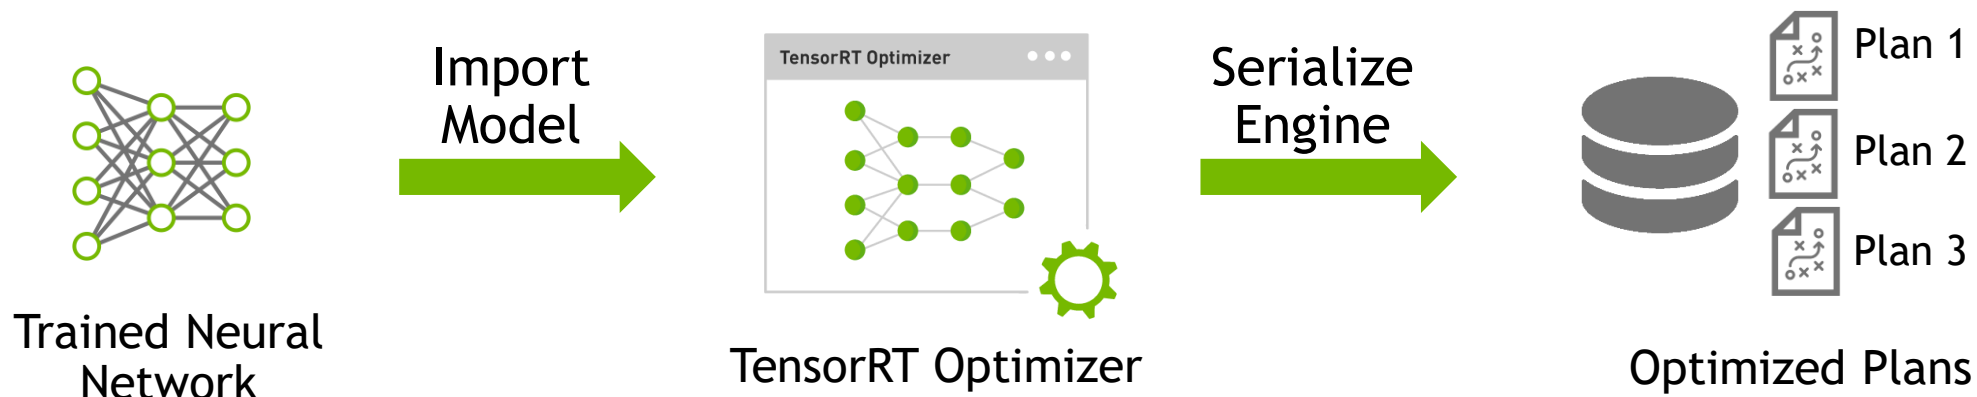 Import
Model
TensorRT Optimizer
Serialize
Engine
Plan 1
Plan 2
Plan 3
Trained Neural
Network
TensorRT Optimizer
Optimized Plans